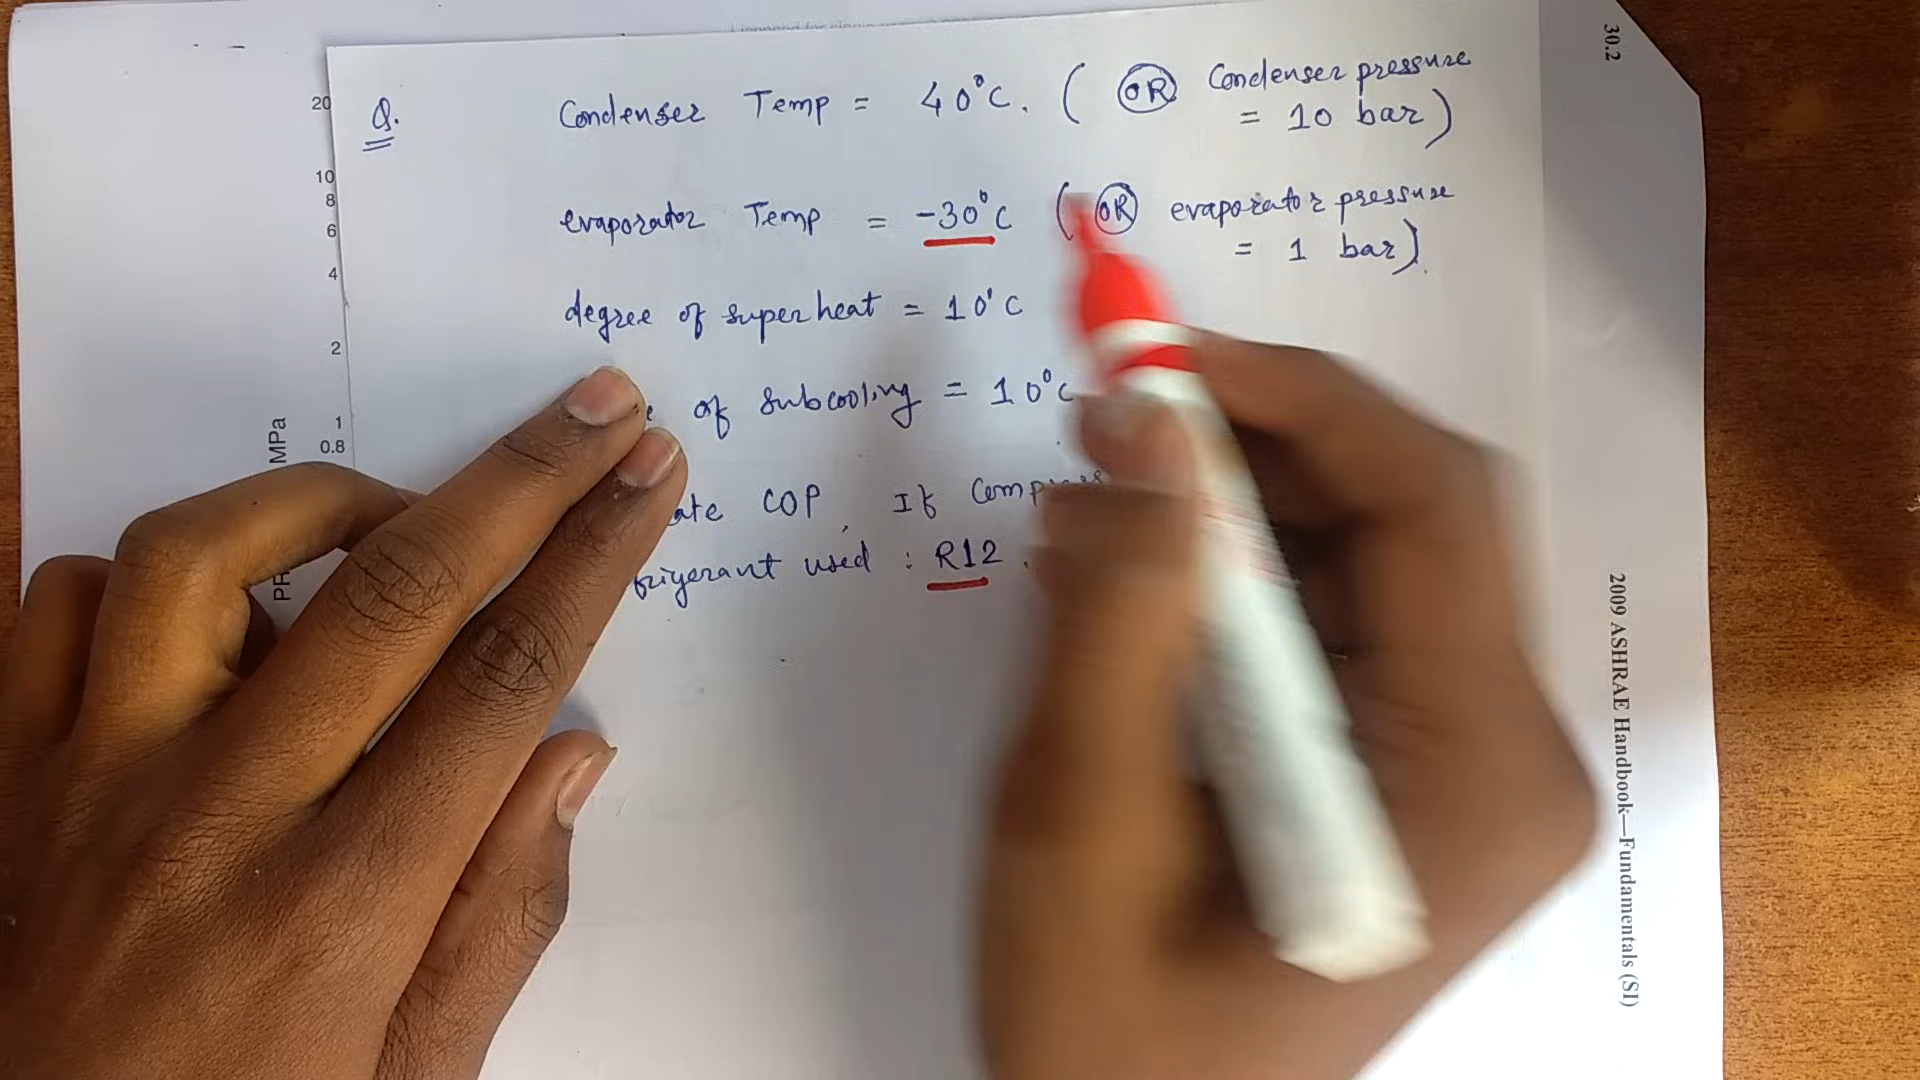 30.2
Q.
Condenser Temp = 40°C. ( OR Condenser pressure
= 10 bar)
evaporator Temp = -30°C ( OR evaporator pressure
= 1 bar).
degree of superheat = 10°C
of subcooling = 10°C
COP, If
used : R12.
20
10
8
6
4
2
1
0.8
MPa
2009 ASHRAE Handbook—Fundamentals (SI)